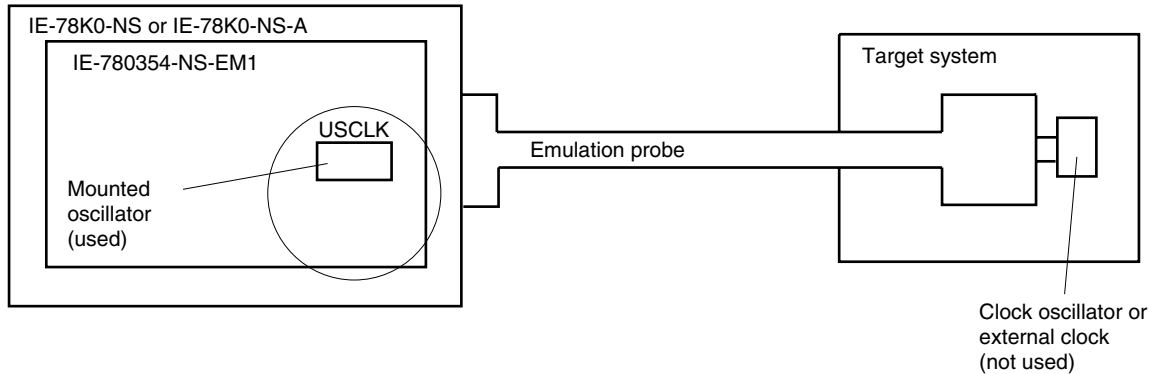 IE-78K0-NS or IE-78K0-NS-A
IE-780354-NS-EM1
USCLK
Mounted
oscillator
(used)
Emulation probe
Target system
Clock oscillator or
external clock
(not used)